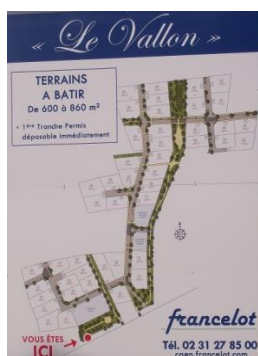 « Le Vallon »
TERRAINS
A BATIR
De 600 à 860 m²
- 1ère Tranche Permis
déposable immédiatement
francelot
VOUS ÊTES
ICI
Tél. 02 31 27 85 00
caen.francelot.com